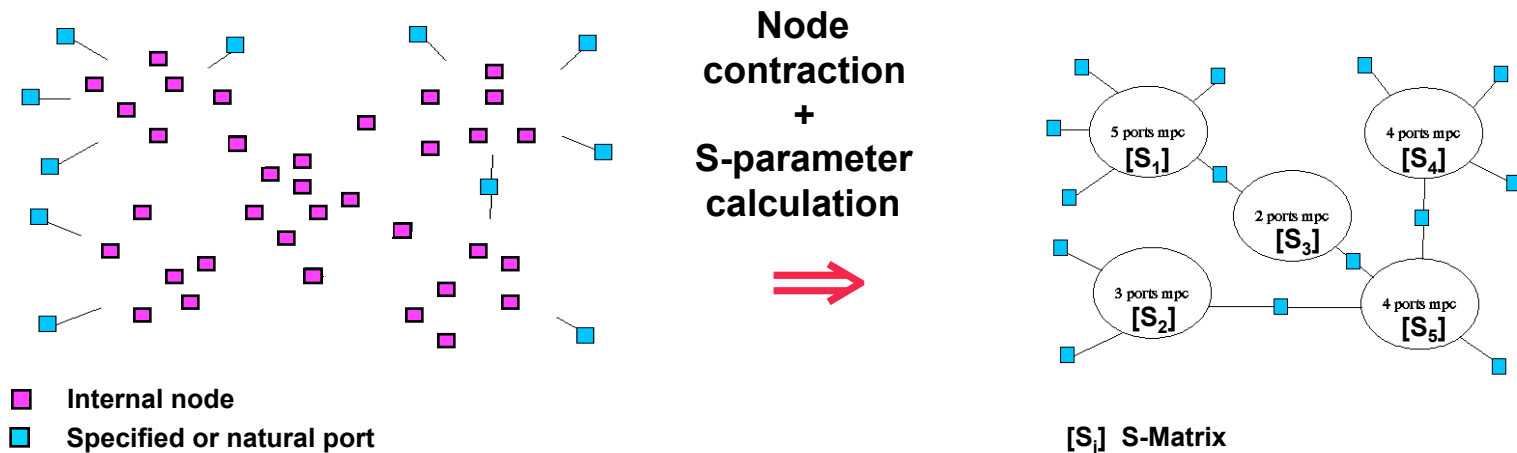 Node
contraction
+
S-parameter
calculation
5 ports mpc
[S1]
4 ports mpc
[S4]
2 ports mpc
[S3]
3 ports mpc
[S2]
4 ports mpc
[S5]
Internal node
Specified or natural port
[Si] S-Matrix